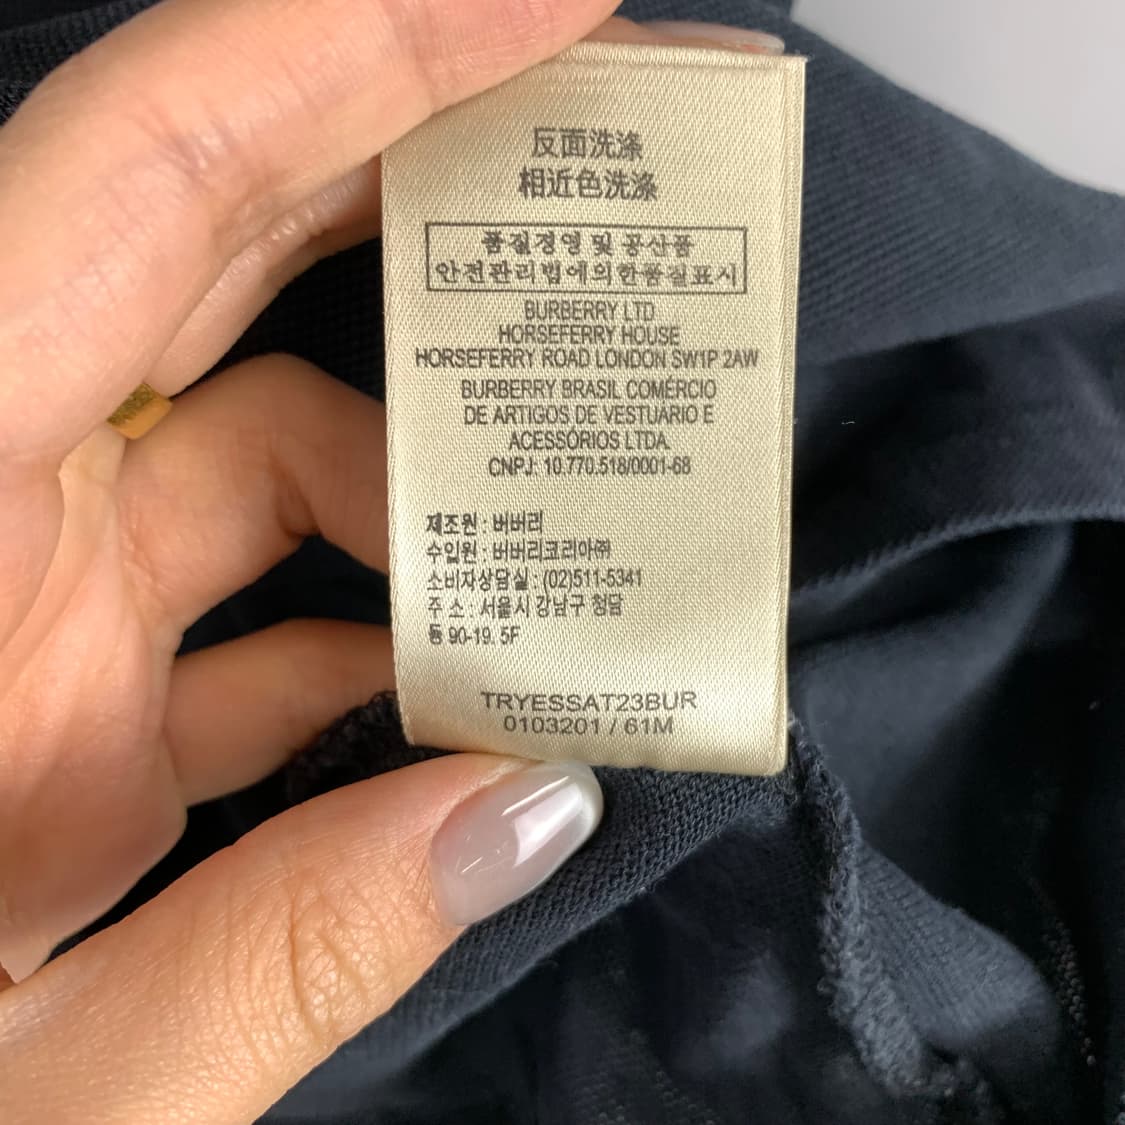 反面洗涤
相近色洗涤
품질경영 및 공산품
안전관리법에의한품질표시
BURBERRY LTD
HORSEFERRY HOUSE
HORSEFERRY ROAD LONDON SW1P 2AW
BURBERRY BRASIL COMÉRCIO
DE ARTIGOS DE VESTUÁRIO E
ACESSÓRIOS LTDA.
CNPJ: 10.770.518/0001-68
제조원 : 버버리
수입원 : 버버리코리아㈜
소비자상담실 : (02)511-5341
주 소 : 서울시 강남구 청담
동 90-19. 5F
TRYESSAT23BUR
0103201 / 61M